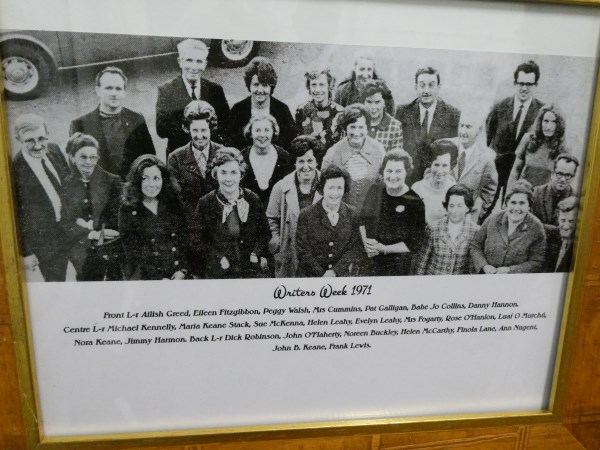 Writers Week 1971
Front L-r Ailish Greed, Eileen Fitzgibbon, Peggy Walsh, Mrs Cummins, Pat Galligan, Babe Jo Collins, Danny Hannon.
Centre L-r Michael Kennelly, Maria Keane Stack, Sue McKenna, Helen Leahy, Evelyn Leahy, Mrs Fogarty, Rose O'Hanlon, Luaí O Murchú,
Nora Keane, Jimmy Harmon. Back L-r Dick Robinson, John O'Flaherty, Noreen Buckley, Helen McCarthy, Finola Lane, Ann Nugent,
John B. Keane, Frank Lewis.